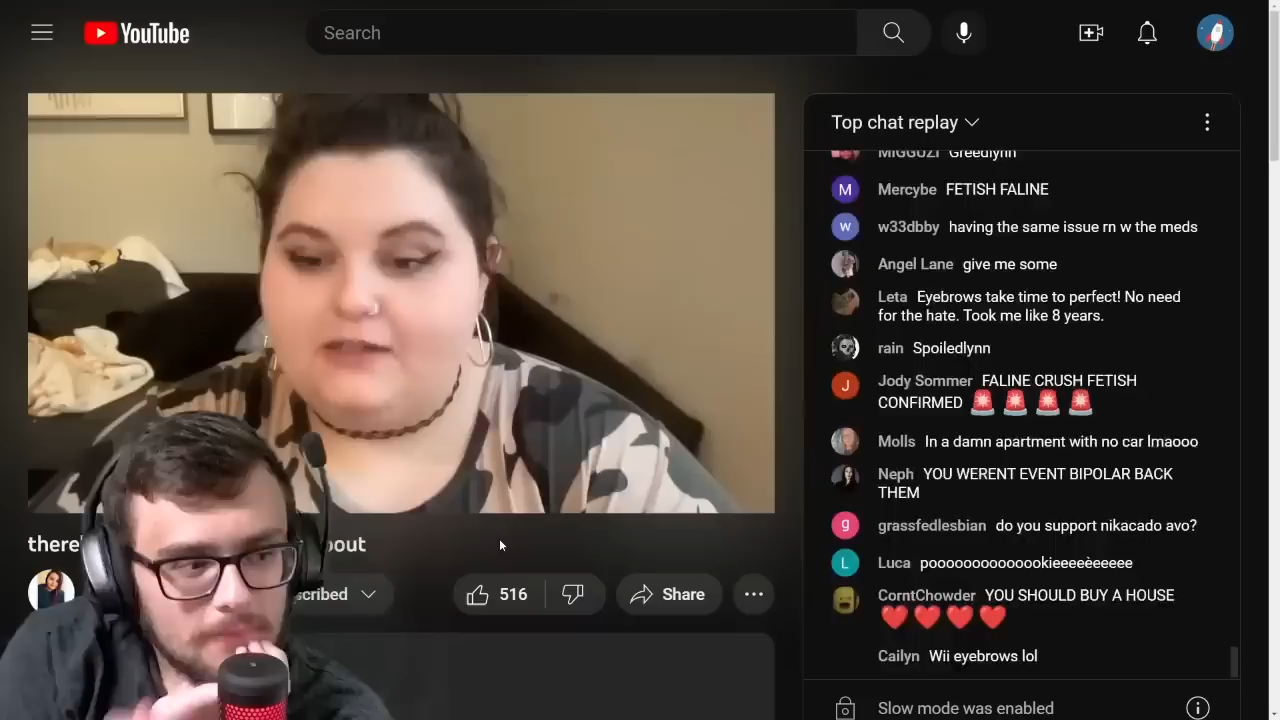 YouTube
Search
Top chat replay
MIGGUZI Greedlynn
M Mercybe FETISH FALINE
w w33dbby having the same issue rn w the meds
Angel Lane give me some
Leta Eyebrows take time to perfect! No need
for the hate. Took me like 8 years.
rain Spoiledlynn
J Jody Sommer FALINE CRUSH FETISH
CONFIRMED 🚨 🚨 🚨 🚨
Molls In a damn apartment with no car lmaooo
Neph YOU WERENT EVENT BIPOLAR BACK
THEM
g grassfedlesbian do you support nikacado avo?
L Luca poooooooooooookieeeèeeeee
CorntChowder YOU SHOULD BUY A HOUSE
❤️ ❤️ ❤️ ❤️
Cailyn Wii eyebrows lol
Slow mode was enabled
there bout
scribed
516
Share